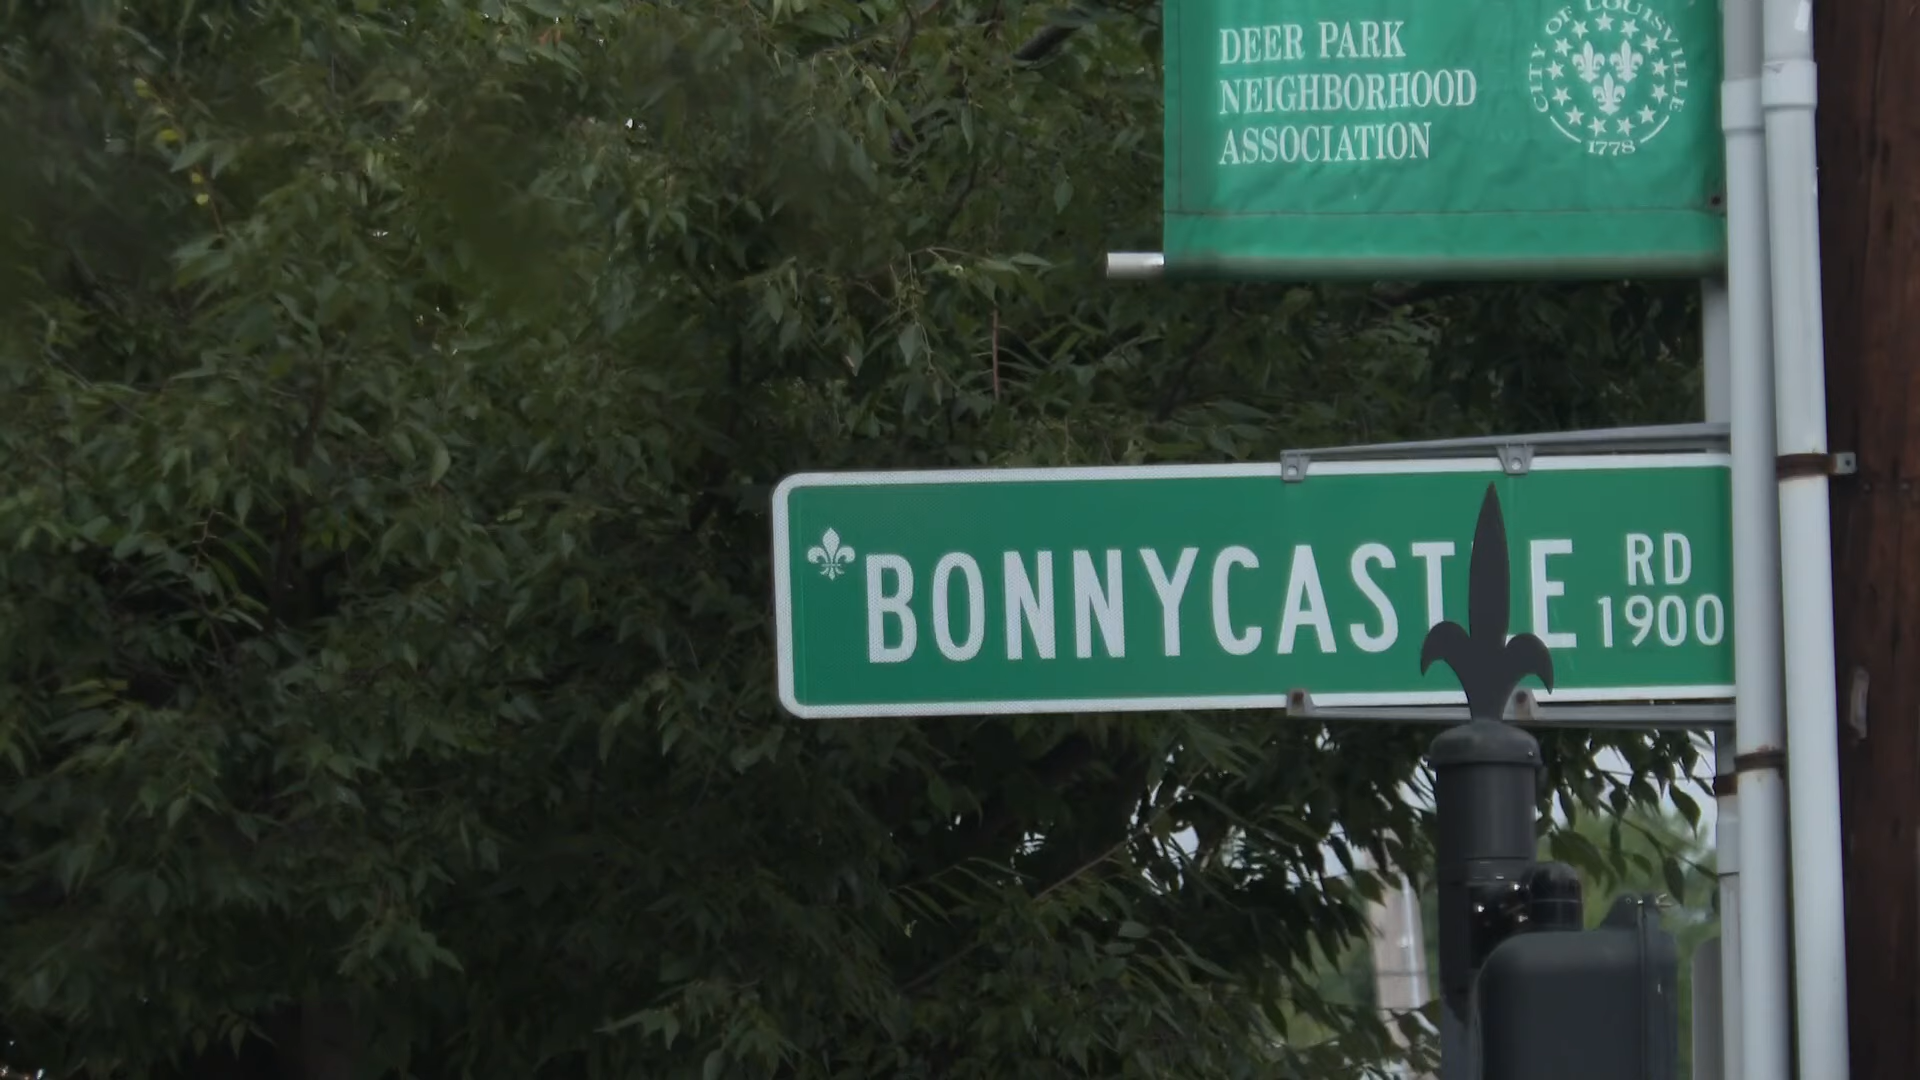 DEER PARK
NEIGHBORHOOD
ASSOCIATION
CITY OF LOUISVILLE
1778
BONNYCASTLE RD
1900